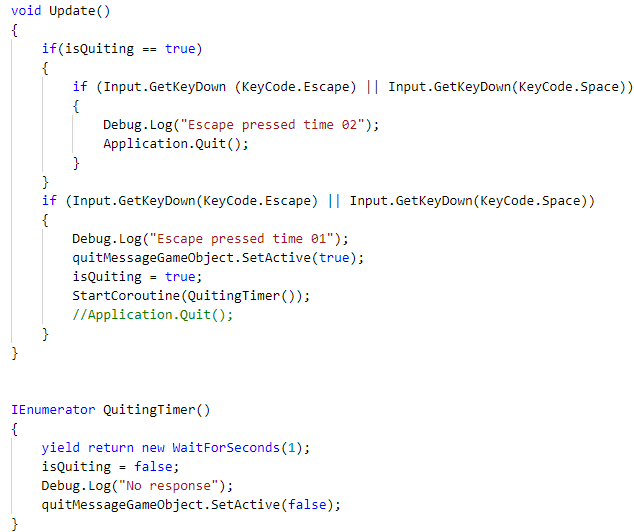 void Update()
{
if(isQuiting == true)
{
if (Input.GetKeyDown (KeyCode.Escape) || Input.GetKeyDown(KeyCode.Space))
{
Debug.Log("Escape pressed time 02");
Application.Quit();
}
}
if (Input.GetKeyDown(KeyCode.Escape) || Input.GetKeyDown(KeyCode.Space))
{
Debug.Log("Escape pressed time 01");
quitMessageGameObject.SetActive(true);
isQuiting = true;
StartCoroutine(QuitingTimer());
//Application.Quit();
}
}
IEnumerator QuitingTimer()
{
yield return new WaitForSeconds(1);
isQuiting = false;
Debug.Log("No response");
quitMessageGameObject.SetActive(false);
}